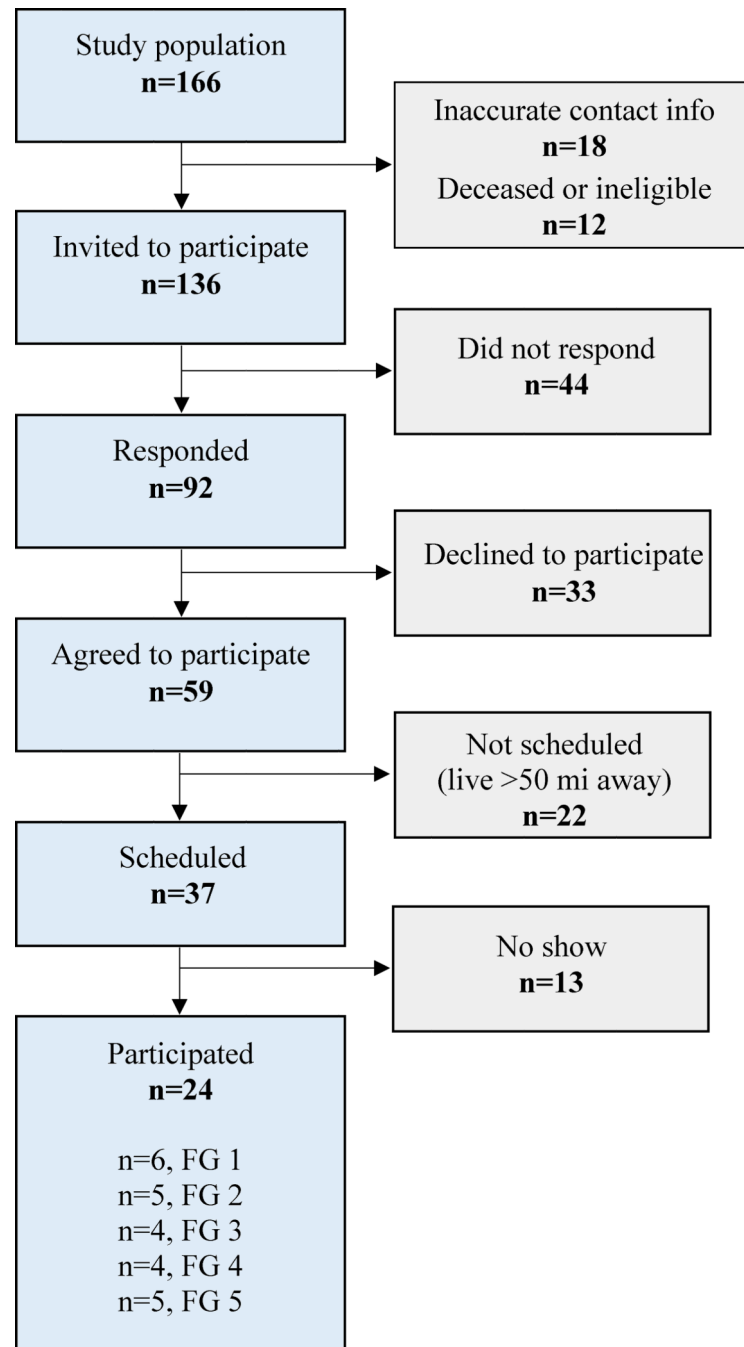 Study population
n=166
Inaccurate contact info
n=18
Deceased or ineligible
n=12
Invited to participate
n=136
Did not respond
n=44
Responded
n=92
Declined to participate
n=33
Agreed to participate
n=59
Not scheduled
(live >50 mi away)
n=22
Scheduled
n=37
No show
n=13
Participated
n=24
n=6, FG 1
n=5, FG 2
n=4, FG 3
n=4, FG 4
n=5, FG 5